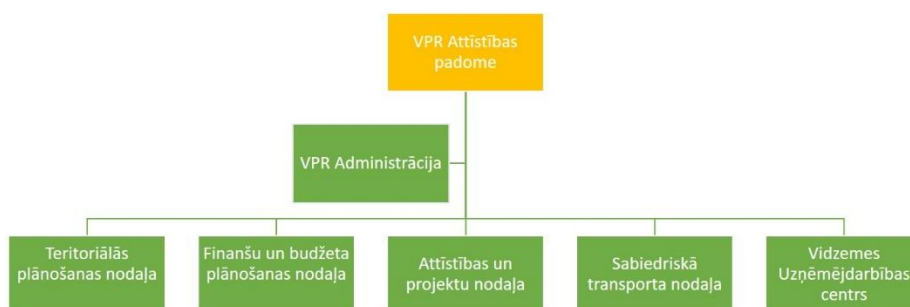 VPR Attīstības
padome
VPR Administrācija
Teritoriālās
plānošanas nodaļa
Finanšu un budžeta
plānošanas nodaļa
Attīstības un
projektu nodaļa
Sabiedriskā
transporta nodaļa
Vidzemes
Uzņēmējdarbības
centrs